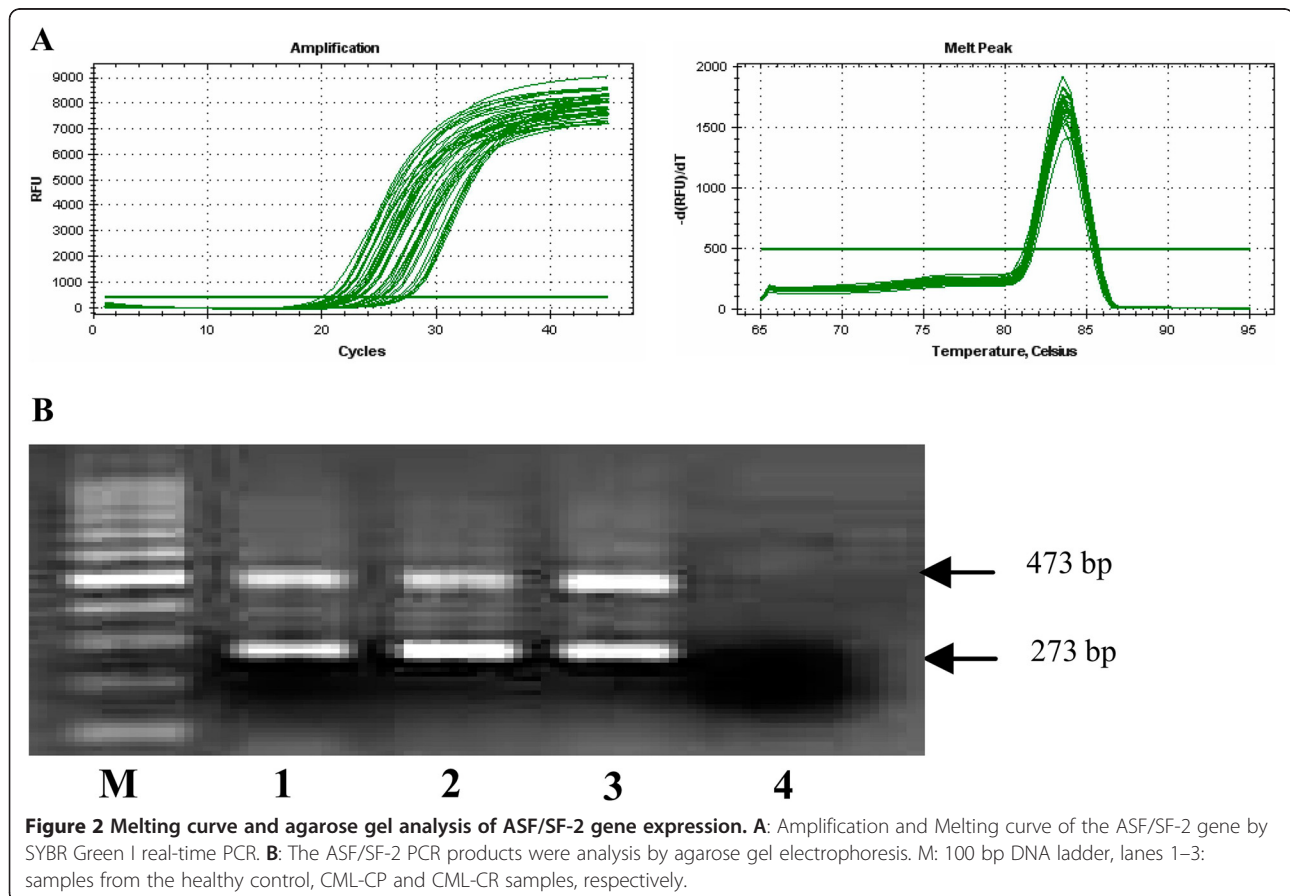 A
Amplification
9000
8000
7000
6000
5000
4000
3000
2000
1000
0
RFU
0 10 20 30 40
Cycles
Melt Peak
2000
1500
1000
500
0
-d(RFU)/dT
65 70 75 80 85 90 95
Temperature, Celsius
B
473 bp
273 bp
M 1 2 3 4
Figure 2 Melting curve and agarose gel analysis of ASF/SF-2 gene expression. A: Amplification and Melting curve of the ASF/SF-2 gene by
SYBR Green I real-time PCR. B: The ASF/SF-2 PCR products were analysis by agarose gel electrophoresis. M: 100 bp DNA ladder, lanes 1–3:
samples from the healthy control, CML-CP and CML-CR samples, respectively.